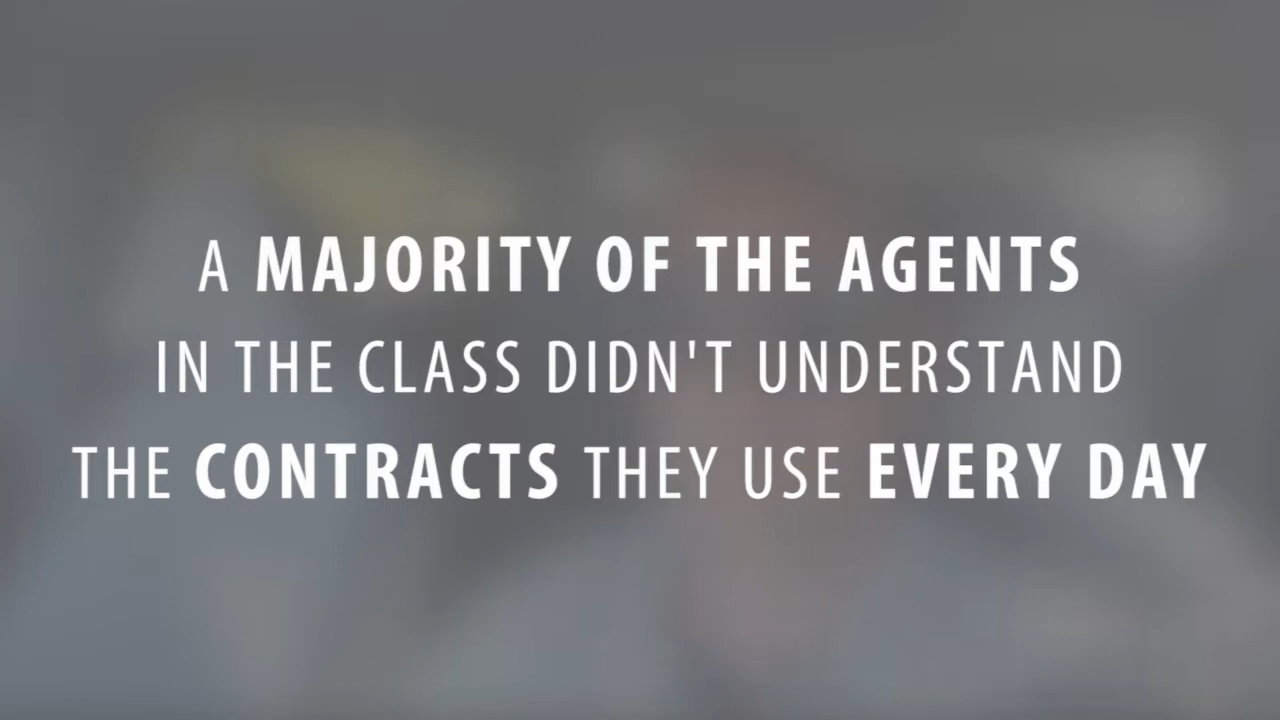 A MAJORITY OF THE AGENTS
IN THE CLASS DIDN'T UNDERSTAND
THE CONTRACTS THEY USE EVERY DAY